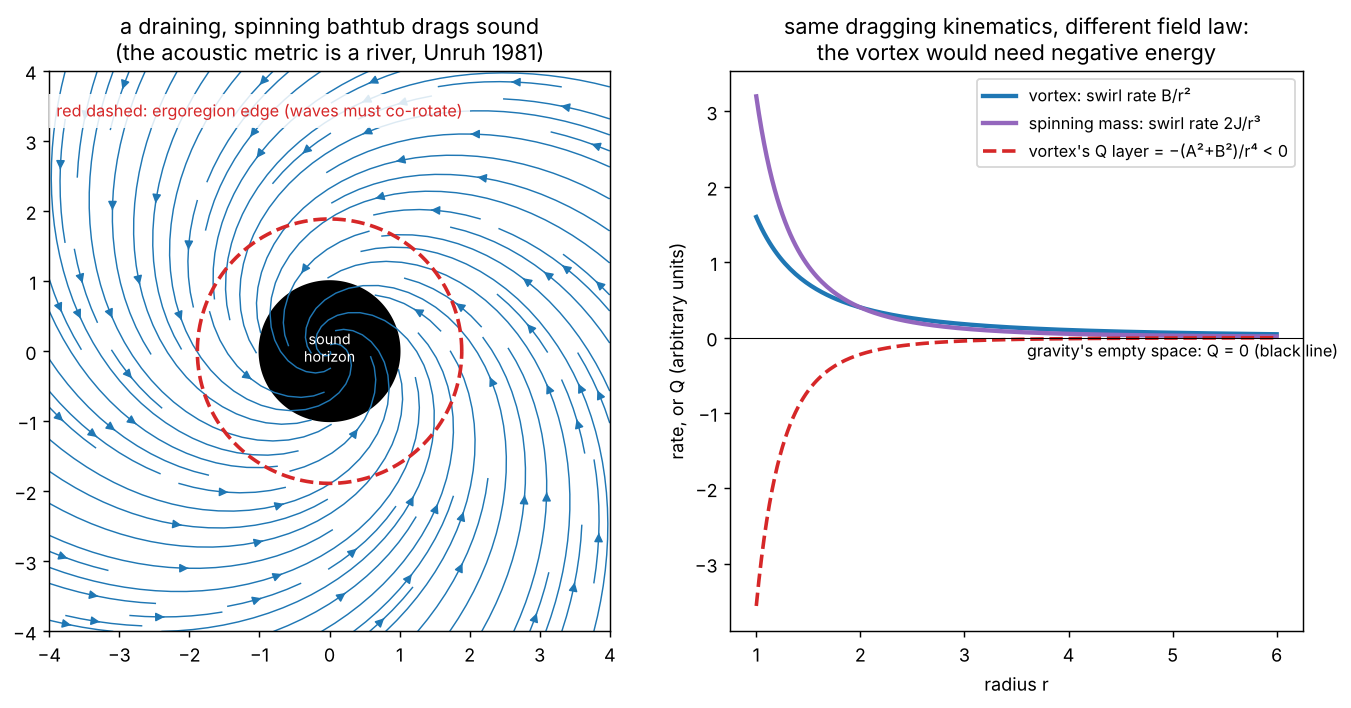 a draining, spinning bathtub drags sound
(the acoustic metric is a river, Unruh 1981)
red dashed: ergoregion edge (waves must co-rotate)
4
3
2
1
0
−1
−2
−3
−4
sound
horizon
−4 −3 −2 −1 0 1 2 3 4
same dragging kinematics, different field law:
the vortex would need negative energy
vortex: swirl rate B/r²
spinning mass: swirl rate 2J/r³
vortex's Q layer = −(A²+B²)/r⁴ < 0
rate, or Q (arbitrary units)
3
2
1
0
−1
−2
−3
gravity's empty space: Q = 0 (black line)
1 2 3 4 5 6
radius r